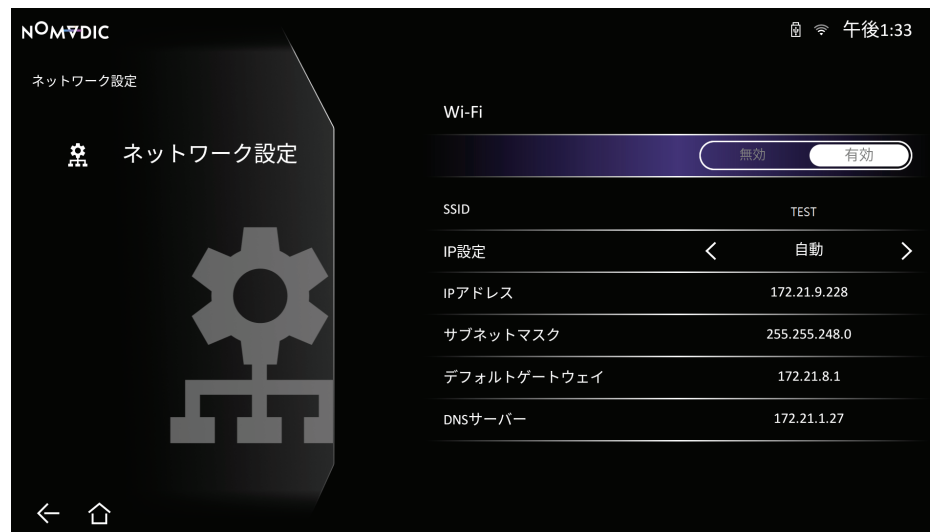 NOMADIC
午後1:33
ネットワーク設定
ネットワーク設定
Wi-Fi
無効 有効
SSID TEST
IP設定 自動
IPアドレス 172.21.9.228
サブネットマスク 255.255.248.0
デフォルトゲートウェイ 172.21.8.1
DNSサーバー 172.21.1.27